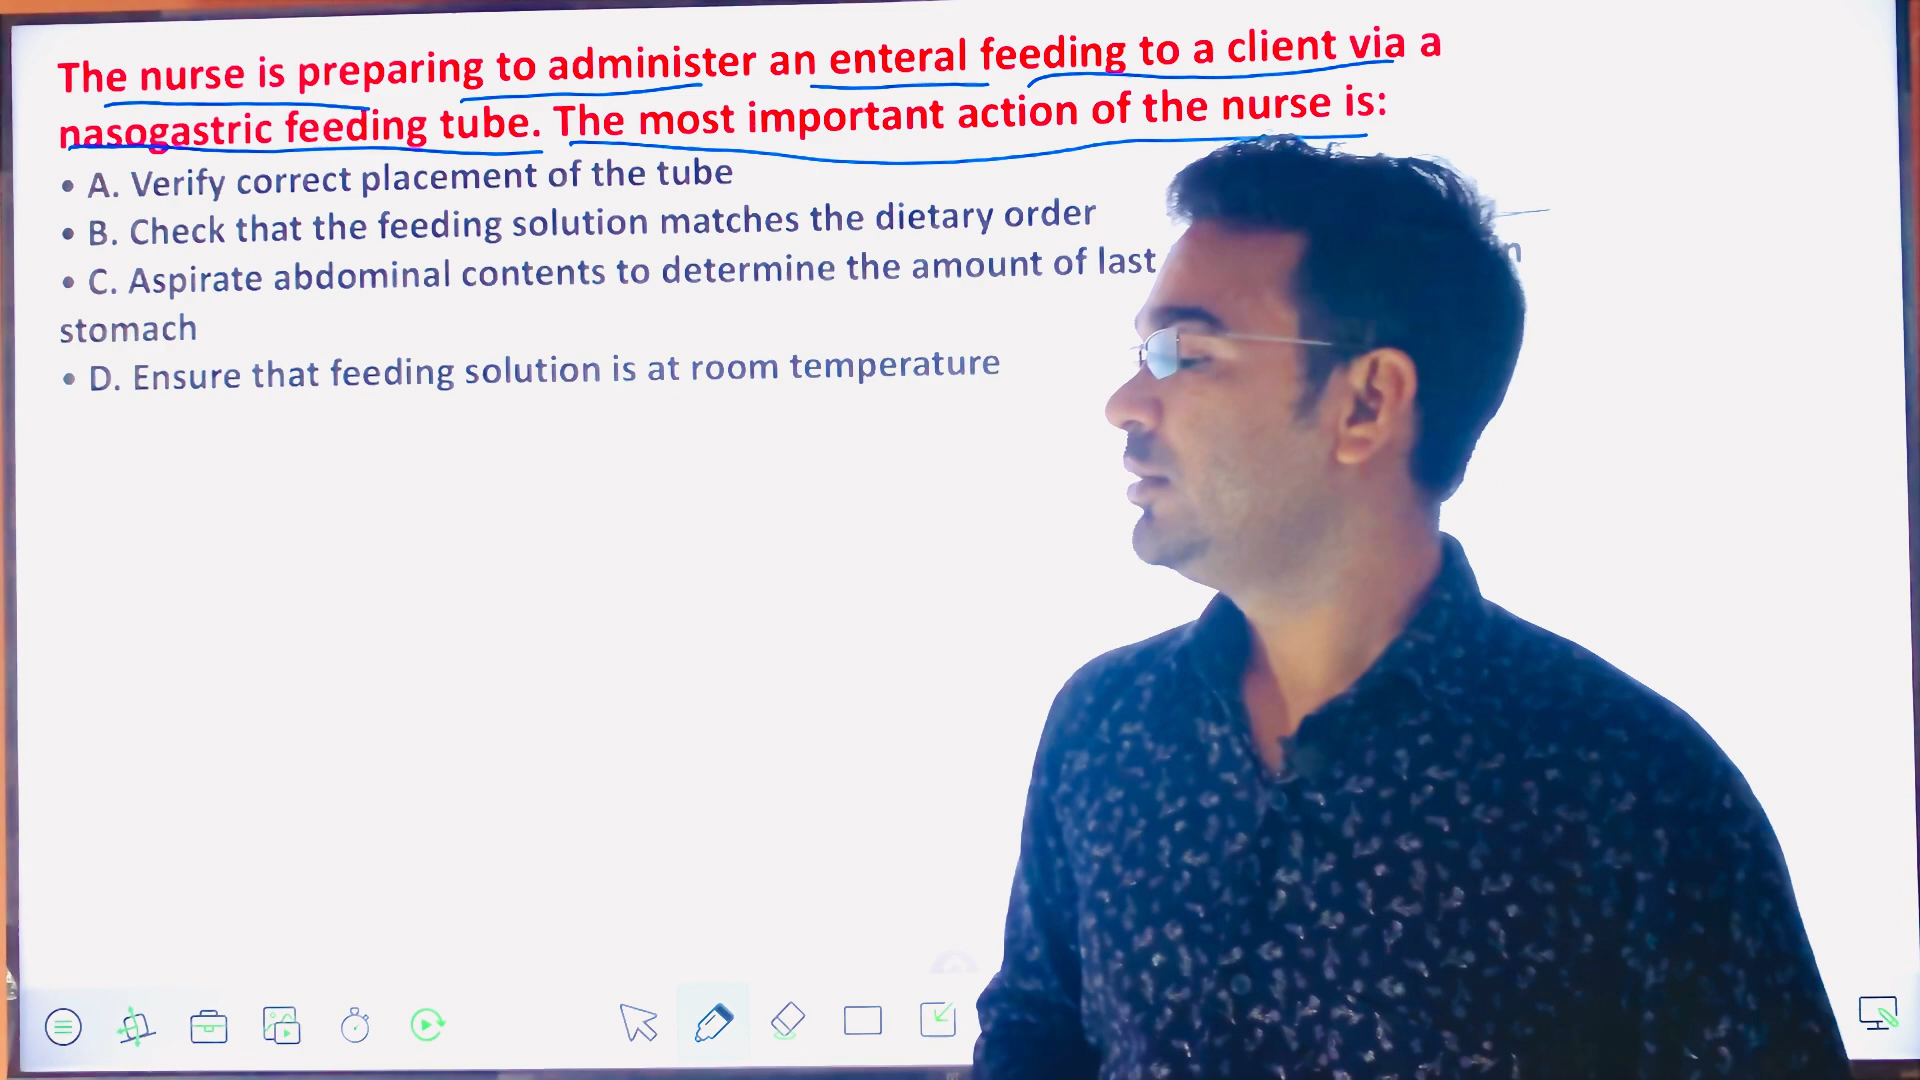 The nurse is preparing to administer an enteral feeding to a client via a
nasogastric feeding tube. The most important action of the nurse is:
• A. Verify correct placement of the tube
• B. Check that the feeding solution matches the dietary order
• C. Aspirate abdominal contents to determine the amount of last
stomach
• D. Ensure that feeding solution is at room temperature